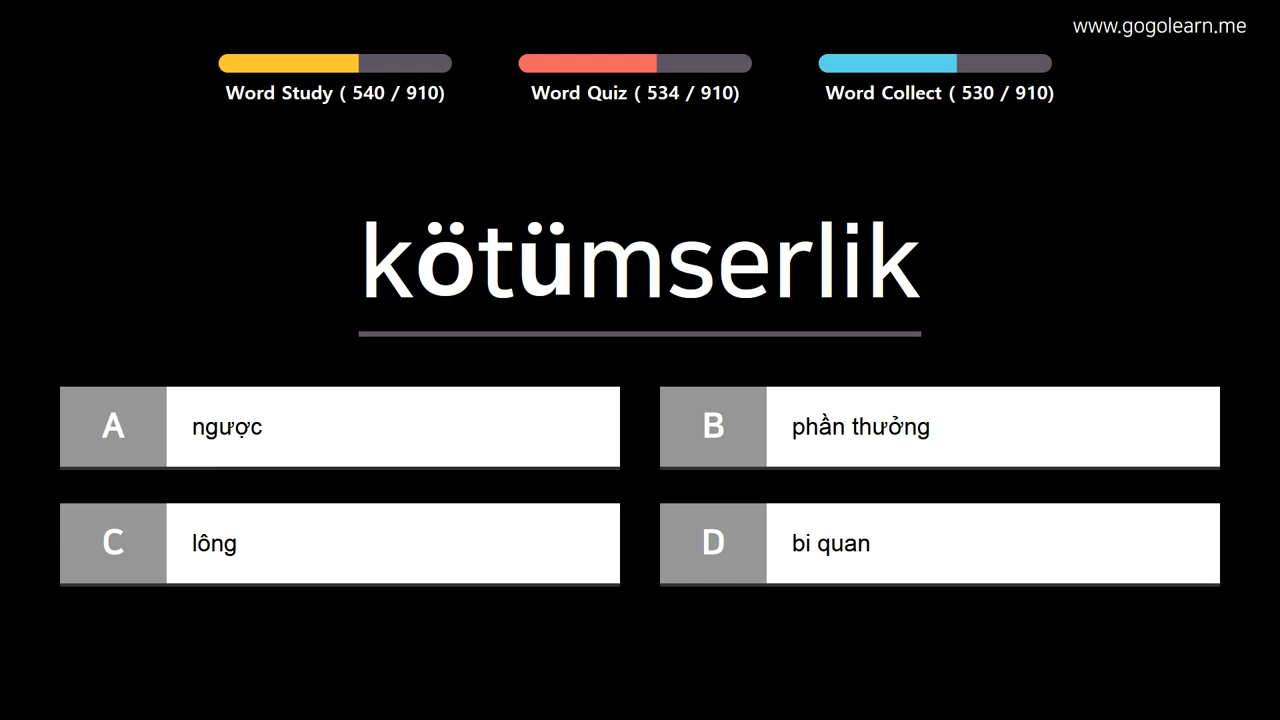 www.gogolearn.me
Word Study ( 540 / 910)
Word Quiz ( 534 / 910)
Word Collect ( 530 / 910)
kötümserlik
A
ngược
B
phần thưởng
C
lông
D
bi quan